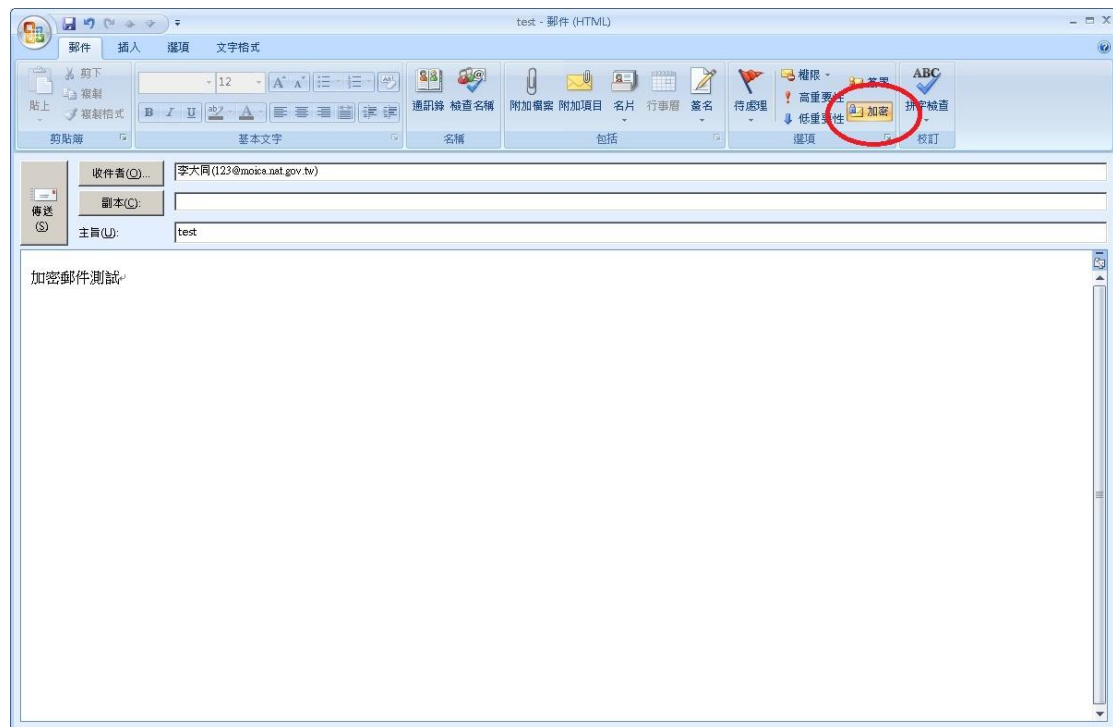 test - 郵件 (HTML)
郵件 插入 選項 文字格式
剪下
複製
複製格式
貼上
12
A A
B I U ab A
通訊錄 檢查名稱
附加檔案 附加項目 名片 行事曆 簽名
待處理
權限
高重要性
低重要性
簽署
加密
ABC
拼字檢查
剪貼簿 基本文字 名稱 包括 選項 校訂
傳送
(S)
收件者(O)... 李大同(123@moica.nat.gov.tw)
副本(C):
主旨(U): test
加密郵件測試